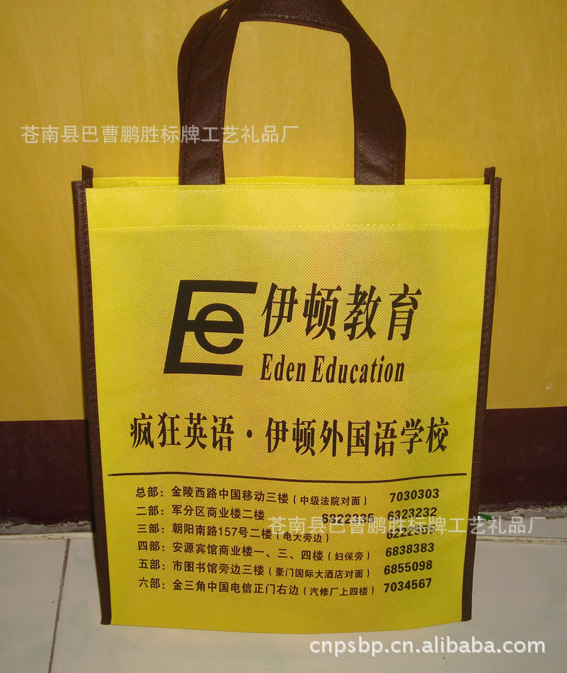 苍南县巴曹鹏胜标牌工艺礼品厂
Ee 伊顿教育
Eden Education
疯狂英语·伊顿外国语学校
总部：金陵西路中国移动三楼（中级法院对面） 7030303
二部：军分区商业楼二楼 6323232
三部：朝阳南路157号二楼（电大旁边）
四部：安源宾馆商业楼一、三、四楼（妇保旁） 6838383
五部：市图书馆旁边三楼（豪门国际大酒店对面） 6855098
六部：金三角中国电信正门右边（汽修厂上四楼） 7034567
苍南县巴曹鹏胜标牌工艺礼品厂
cnpsbp.cn.alibaba.com